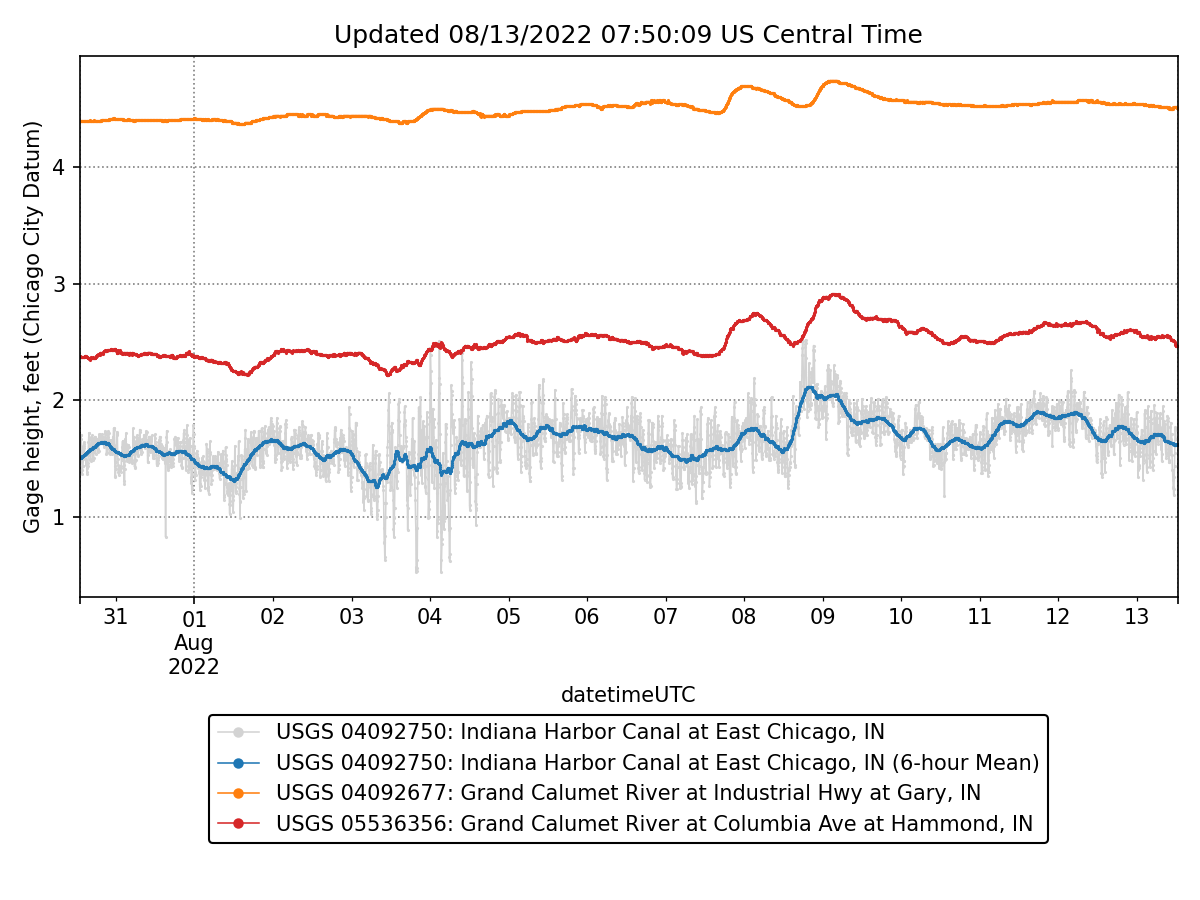 Updated 08/13/2022 07:50:09 US Central Time
Gage height, feet (Chicago City Datum)
4
3
2
1
31 01 02 03 04 05 06 07 08 09 10 11 12 13
Aug
2022
datetimeUTC
USGS 04092750: Indiana Harbor Canal at East Chicago, IN
USGS 04092750: Indiana Harbor Canal at East Chicago, IN (6-hour Mean)
USGS 04092677: Grand Calumet River at Industrial Hwy at Gary, IN
USGS 05536356: Grand Calumet River at Columbia Ave at Hammond, IN